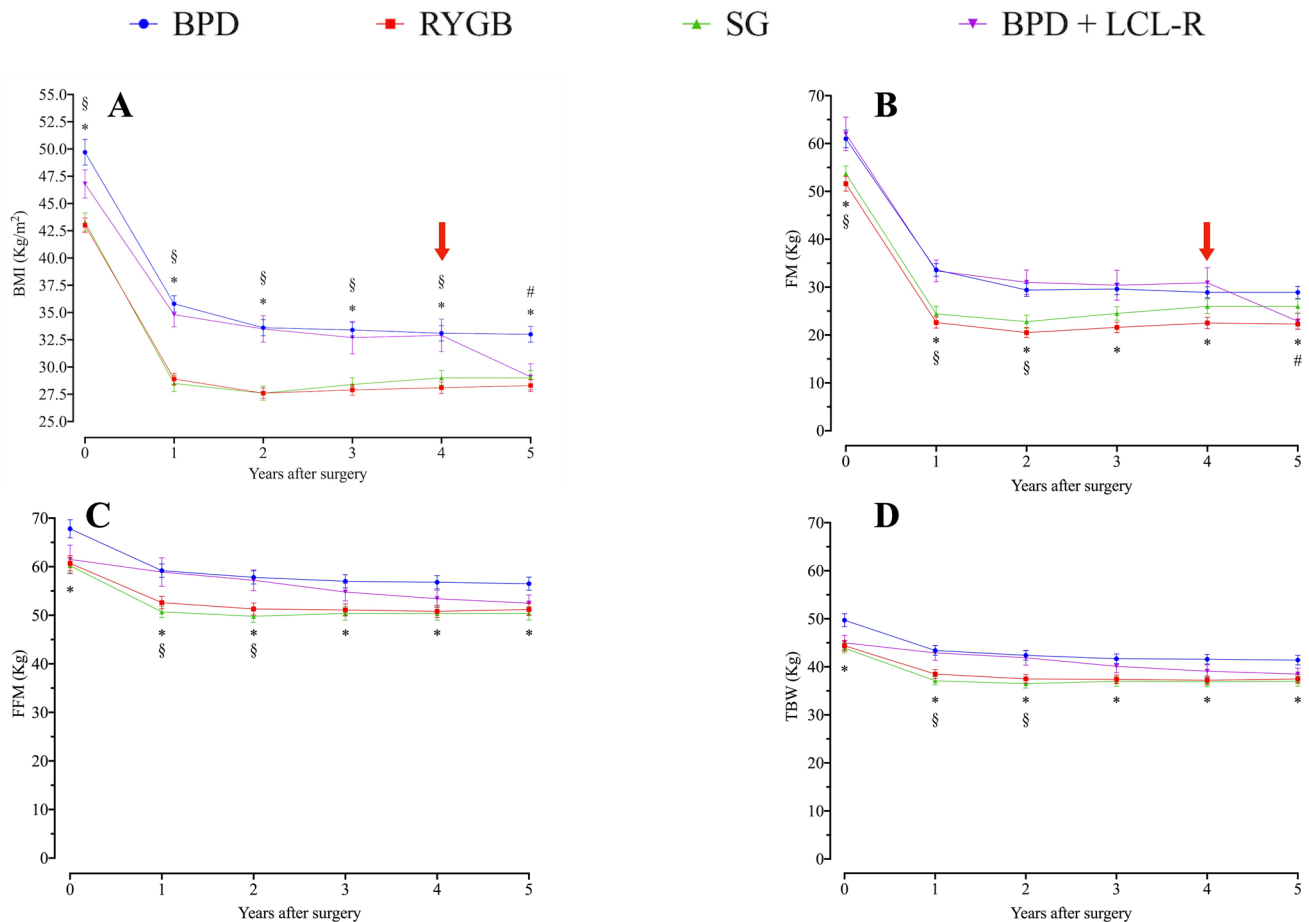 BPD RYGB SG BPD + LCL-R
A
55.0
52.5
50.0
47.5
45.0
42.5
40.0
37.5
35.0
32.5
30.0
27.5
25.0
BMI (Kg/m²)
§ § § § § #
* * * * * *
0 1 2 3 4 5
Years after surgery
B
70
60
50
40
30
20
10
0
FM (Kg)
* * * * * *
§ § § #
0 1 2 3 4 5
Years after surgery
C
70
60
50
40
30
20
10
0
FFM (Kg)
* * * * * *
§ §
0 1 2 3 4 5
Years after surgery
D
70
60
50
40
30
20
10
0
TBW (Kg)
* * * * * *
§ §
0 1 2 3 4 5
Years after surgery